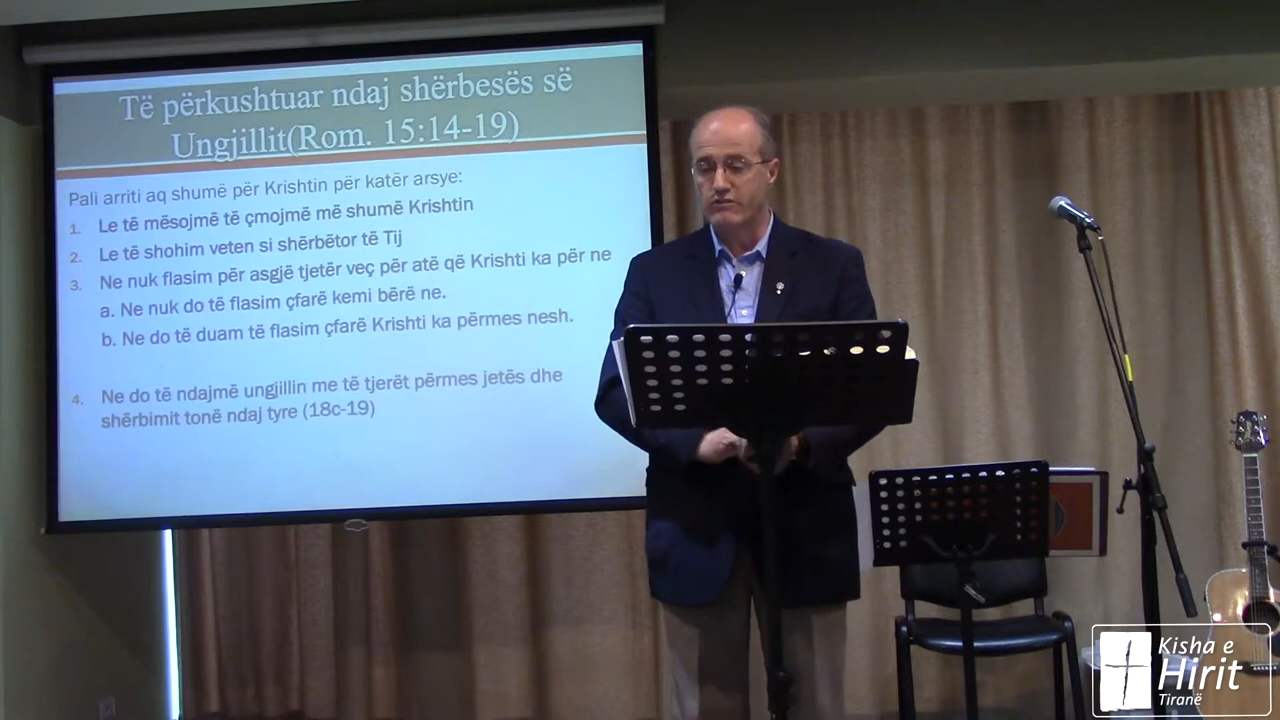 Të përkushtuar ndaj shërbesës së
Ungjillit(Rom. 15:14-19)
Pali arriti aq shumë për Krishtin për katër arsye:
1. Le të mësojmë të çmojmë më shumë Krishtin
2. Le të shohim veten si shërbëtor të Tij
3. Ne nuk flasim për asgjë tjetër veç për atë që Krishti ka për ne
a. Ne nuk do të flasim çfarë kemi bërë ne.
b. Ne do të duam të flasim çfarë Krishti ka përmes nesh.
4. Ne do të ndajmë ungjillin me të tjerët përmes jetës dhe
shërbimit tonë ndaj tyre (18c-19)
Kisha e
Hirit
Tiranë